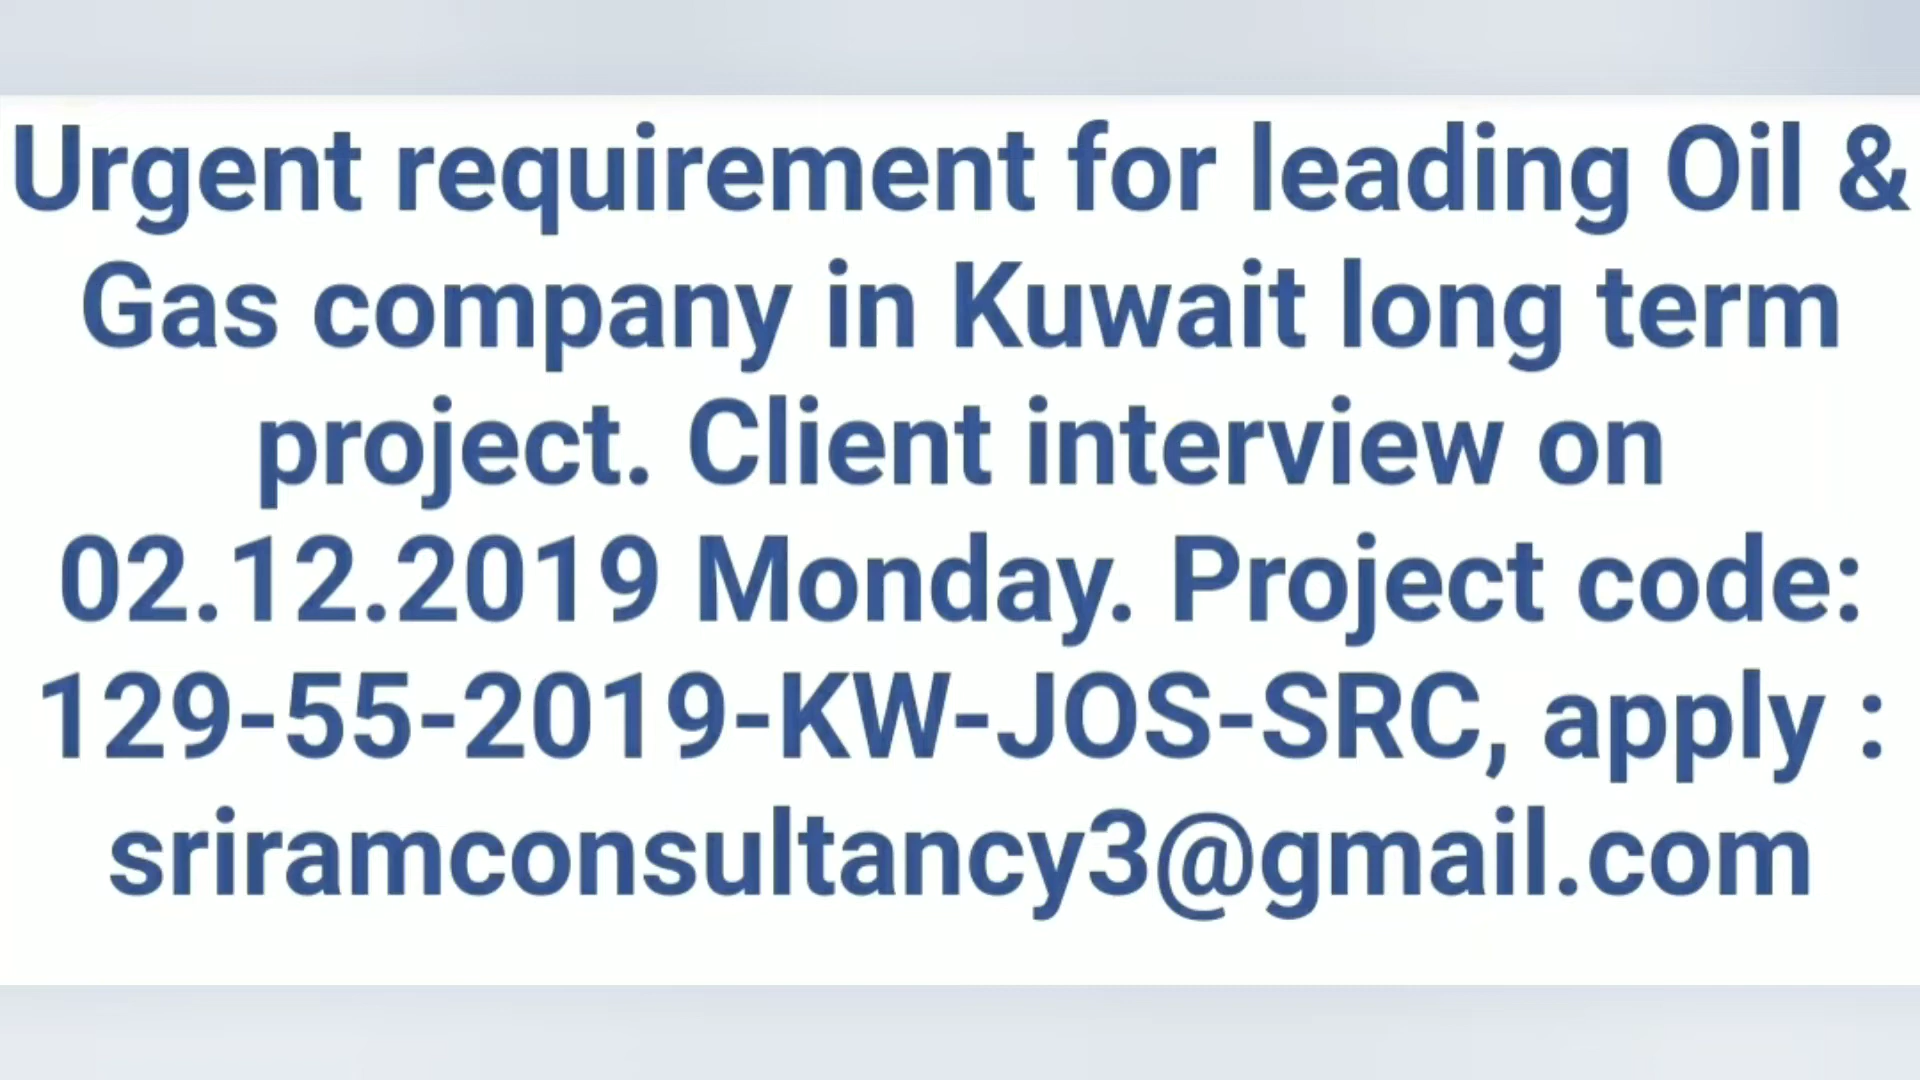 Urgent requirement for leading Oil &
Gas company in Kuwait long term
project. Client interview on
02.12.2019 Monday. Project code:
129-55-2019-KW-JOS-SRC, apply :
sriramconsultancy3@gmail.com